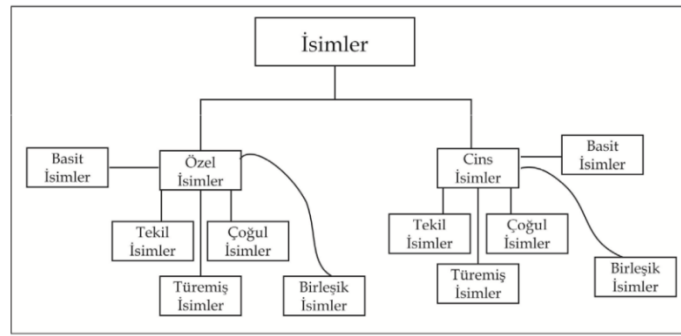 İsimler
Basit
İsimler
Özel
İsimler
Tekil
İsimler
Çoğul
İsimler
Türemiş
İsimler
Birleşik
İsimler
Cins
İsimler
Basit
İsimler
Tekil
İsimler
Çoğul
İsimler
Türemiş
İsimler
Birleşik
İsimler